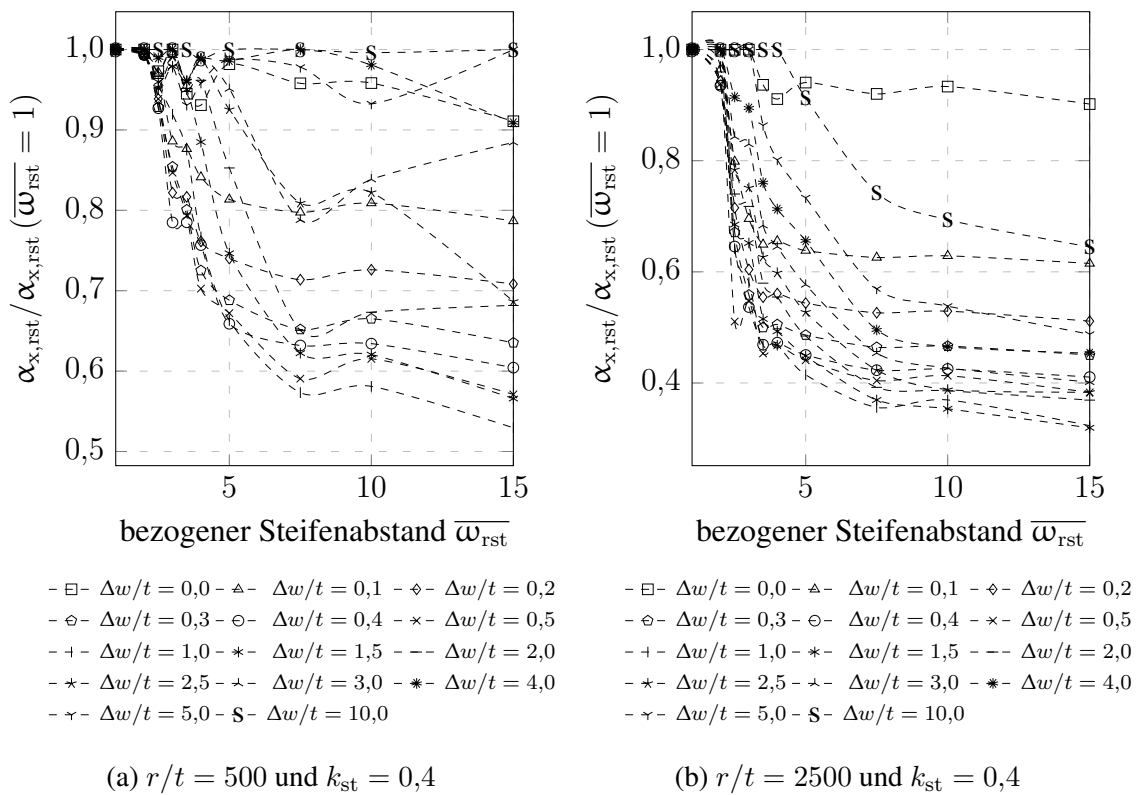 1,0
0,9
0,8
0,7
0,6
0,5
5 10 15
αx,rst/αx,rst (ωrst = 1)
bezogener Steifenabstand ωrst
Δw/t = 0,0 Δw/t = 0,1 Δw/t = 0,2
Δw/t = 0,3 Δw/t = 0,4 Δw/t = 0,5
Δw/t = 1,0 Δw/t = 1,5 Δw/t = 2,0
Δw/t = 2,5 Δw/t = 3,0 Δw/t = 4,0
Δw/t = 5,0 S Δw/t = 10,0
(a) r/t = 500 und kst = 0,4
1,0
0,8
0,6
0,4
5 10 15
αx,rst/αx,rst (ωrst = 1)
bezogener Steifenabstand ωrst
Δw/t = 0,0 Δw/t = 0,1 Δw/t = 0,2
Δw/t = 0,3 Δw/t = 0,4 Δw/t = 0,5
Δw/t = 1,0 Δw/t = 1,5 Δw/t = 2,0
Δw/t = 2,5 Δw/t = 3,0 Δw/t = 4,0
Δw/t = 5,0 S Δw/t = 10,0
(b) r/t = 2500 und kst = 0,4